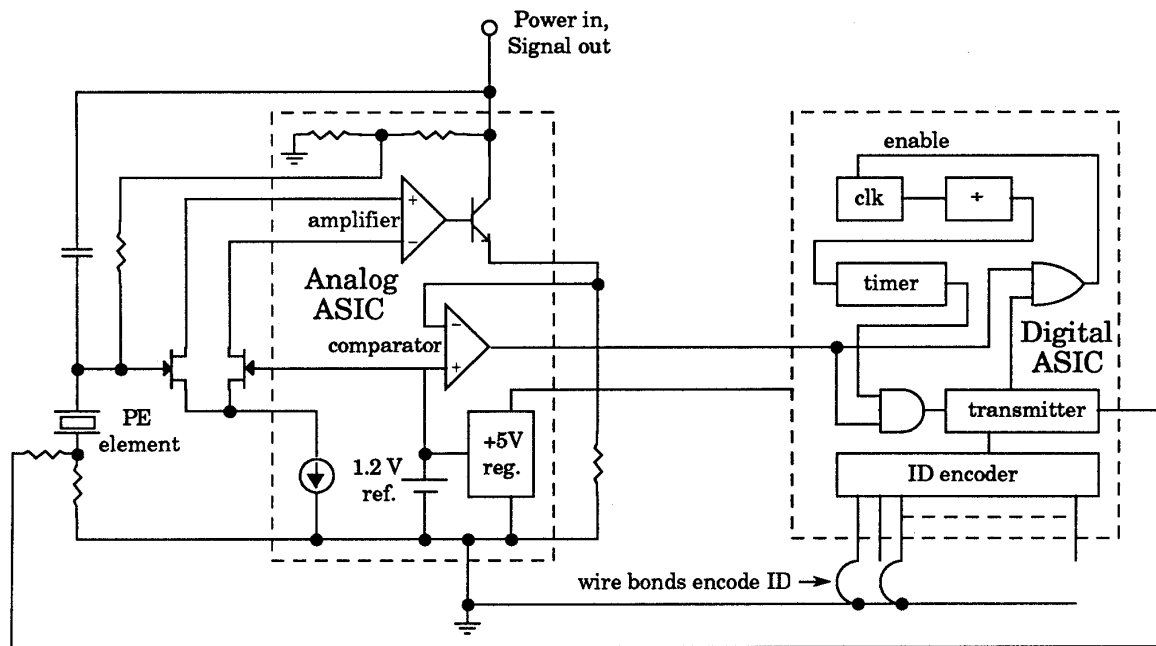 Power in,
Signal out
enable
clk
÷
amplifier
+
−
Analog
ASIC
timer
comparator
−
+
Digital
ASIC
PE
element
transmitter
1.2 V
ref.
+5V
reg.
ID encoder
wire bonds encode ID